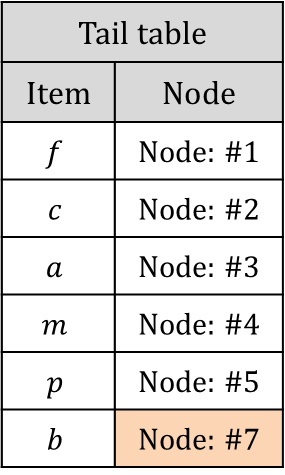 Tail table
Item Node
f Node: #1
c Node: #2
a Node: #3
m Node: #4
p Node: #5
b Node: #7